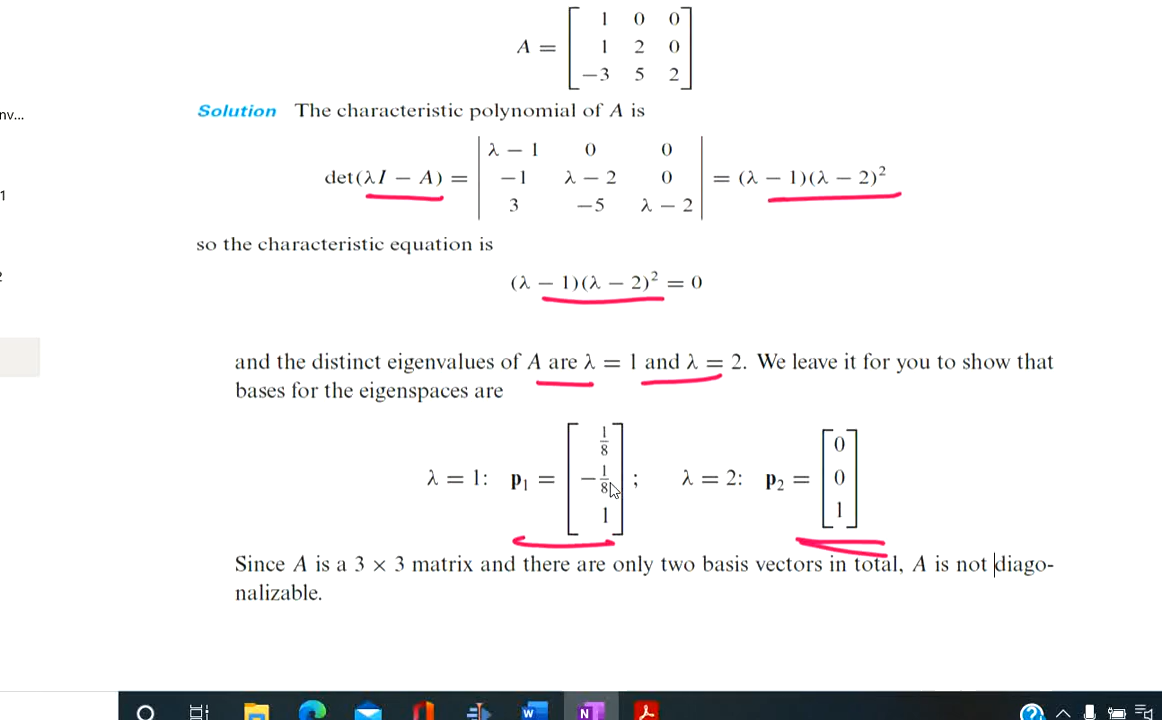 A = [ 1 0 0
1 2 0
−3 5 2 ]
nv...
Solution The characteristic polynomial of A is
det(λI − A) = | λ − 1 0 0
−1 λ − 2 0
3 −5 λ − 2 | = (λ − 1)(λ − 2)²
1
so the characteristic equation is
(λ − 1)(λ − 2)² = 0
and the distinct eigenvalues of A are λ = 1 and λ = 2. We leave it for you to show that
bases for the eigenspaces are
λ = 1: p₁ = [ 1/8
−1/8
1 ] ; λ = 2: p₂ = [ 0
0
1 ]
Since A is a 3 × 3 matrix and there are only two basis vectors in total, A is not diago-
nalizable.
W N